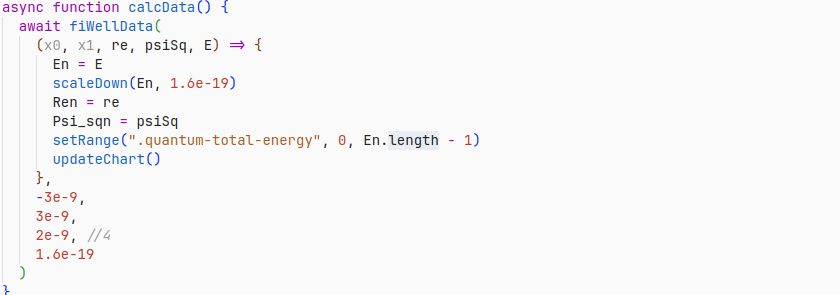 async function calcData() {
await fiWellData(
(x0, x1, re, psiSq, E) => {
En = E
scaleDown(En, 1.6e-19)
Ren = re
Psi_sqn = psiSq
setRange(".quantum-total-energy", 0, En.length - 1)
updateChart()
},
-3e-9,
3e-9,
2e-9, //4
1.6e-19
)
}